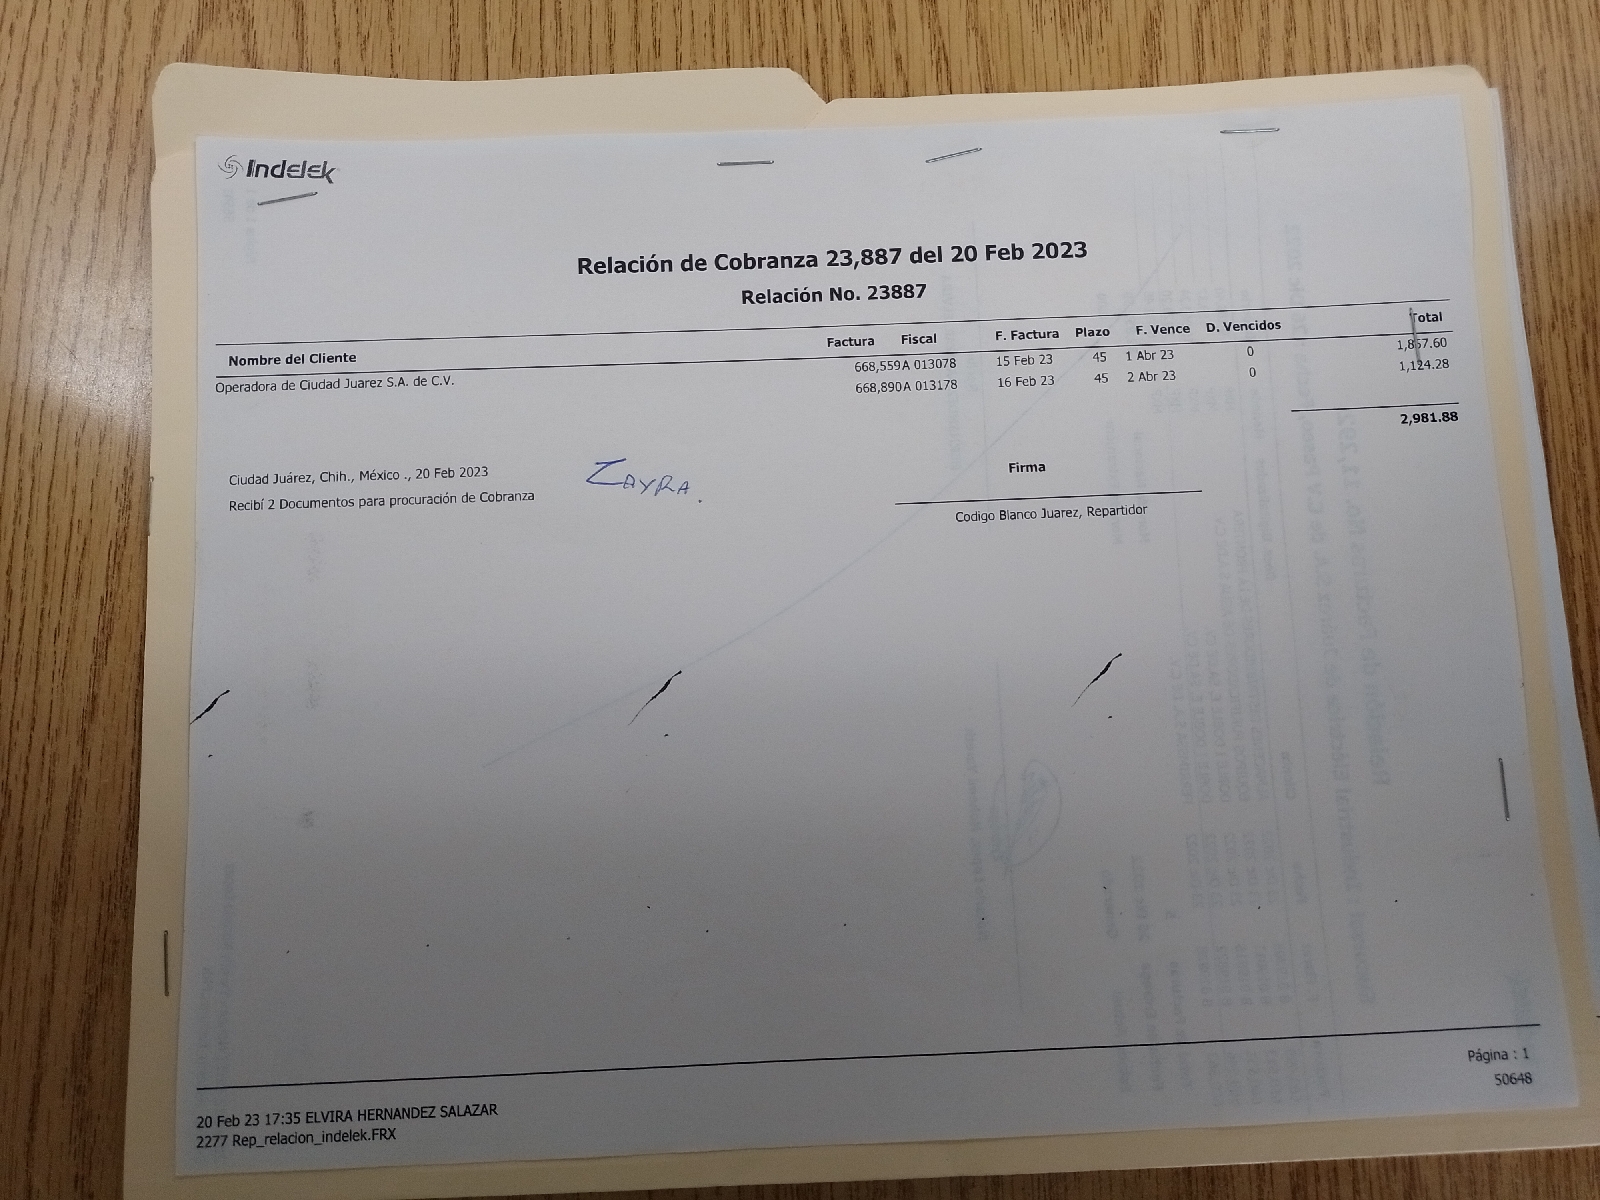 Indelek
Relación de Cobranza 23,887 del 20 Feb 2023
Relación No. 23887
Nombre del Cliente Factura Fiscal F. Factura Plazo F. Vence D. Vencidos Total
Operadora de Ciudad Juarez S.A. de C.V. 668,559A 013078 15 Feb 23 45 1 Abr 23 0 1,857.60
668,890A 013178 16 Feb 23 45 2 Abr 23 0 1,124.28
2,981.88
Ciudad Juárez, Chih., México ., 20 Feb 2023
Recibí 2 Documentos para procuración de Cobranza
ZAYRA.
Firma
Codigo Blanco Juarez, Repartidor
Página : 1
50648
20 Feb 23 17:35 ELVIRA HERNANDEZ SALAZAR
2277 Rep_relacion_indelek.FRX